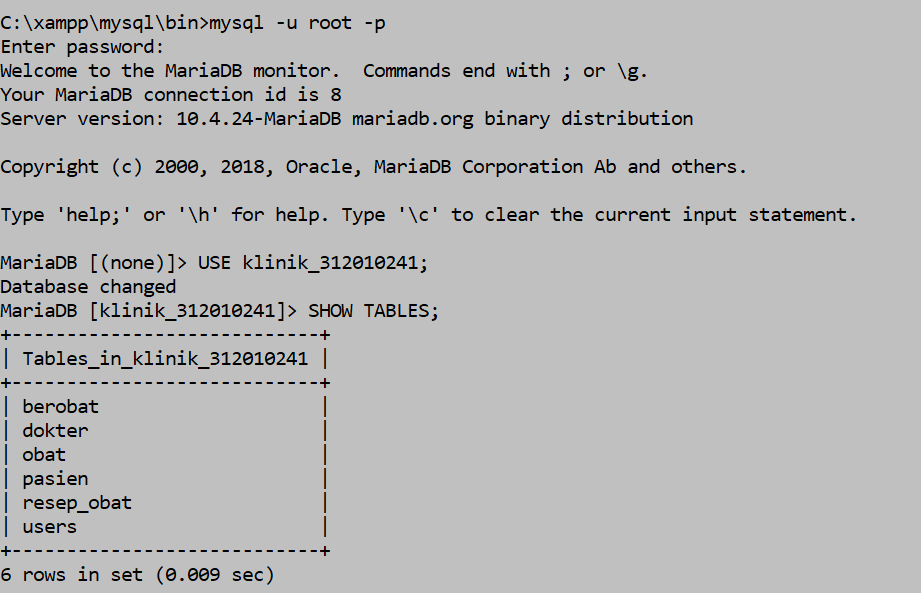 C:\xampp\mysql\bin>mysql -u root -p
Enter password:
Welcome to the MariaDB monitor.  Commands end with ; or \g.
Your MariaDB connection id is 8
Server version: 10.4.24-MariaDB mariadb.org binary distribution
Copyright (c) 2000, 2018, Oracle, MariaDB Corporation Ab and others.
Type 'help;' or '\h' for help. Type '\c' to clear the current input statement.
MariaDB [(none)]> USE klinik_312010241;
Database changed
MariaDB [klinik_312010241]> SHOW TABLES;
+----------------------------+
| Tables_in_klinik_312010241 |
+----------------------------+
| berobat                    |
| dokter                     |
| obat                       |
| pasien                     |
| resep_obat                 |
| users                      |
+----------------------------+
6 rows in set (0.009 sec)